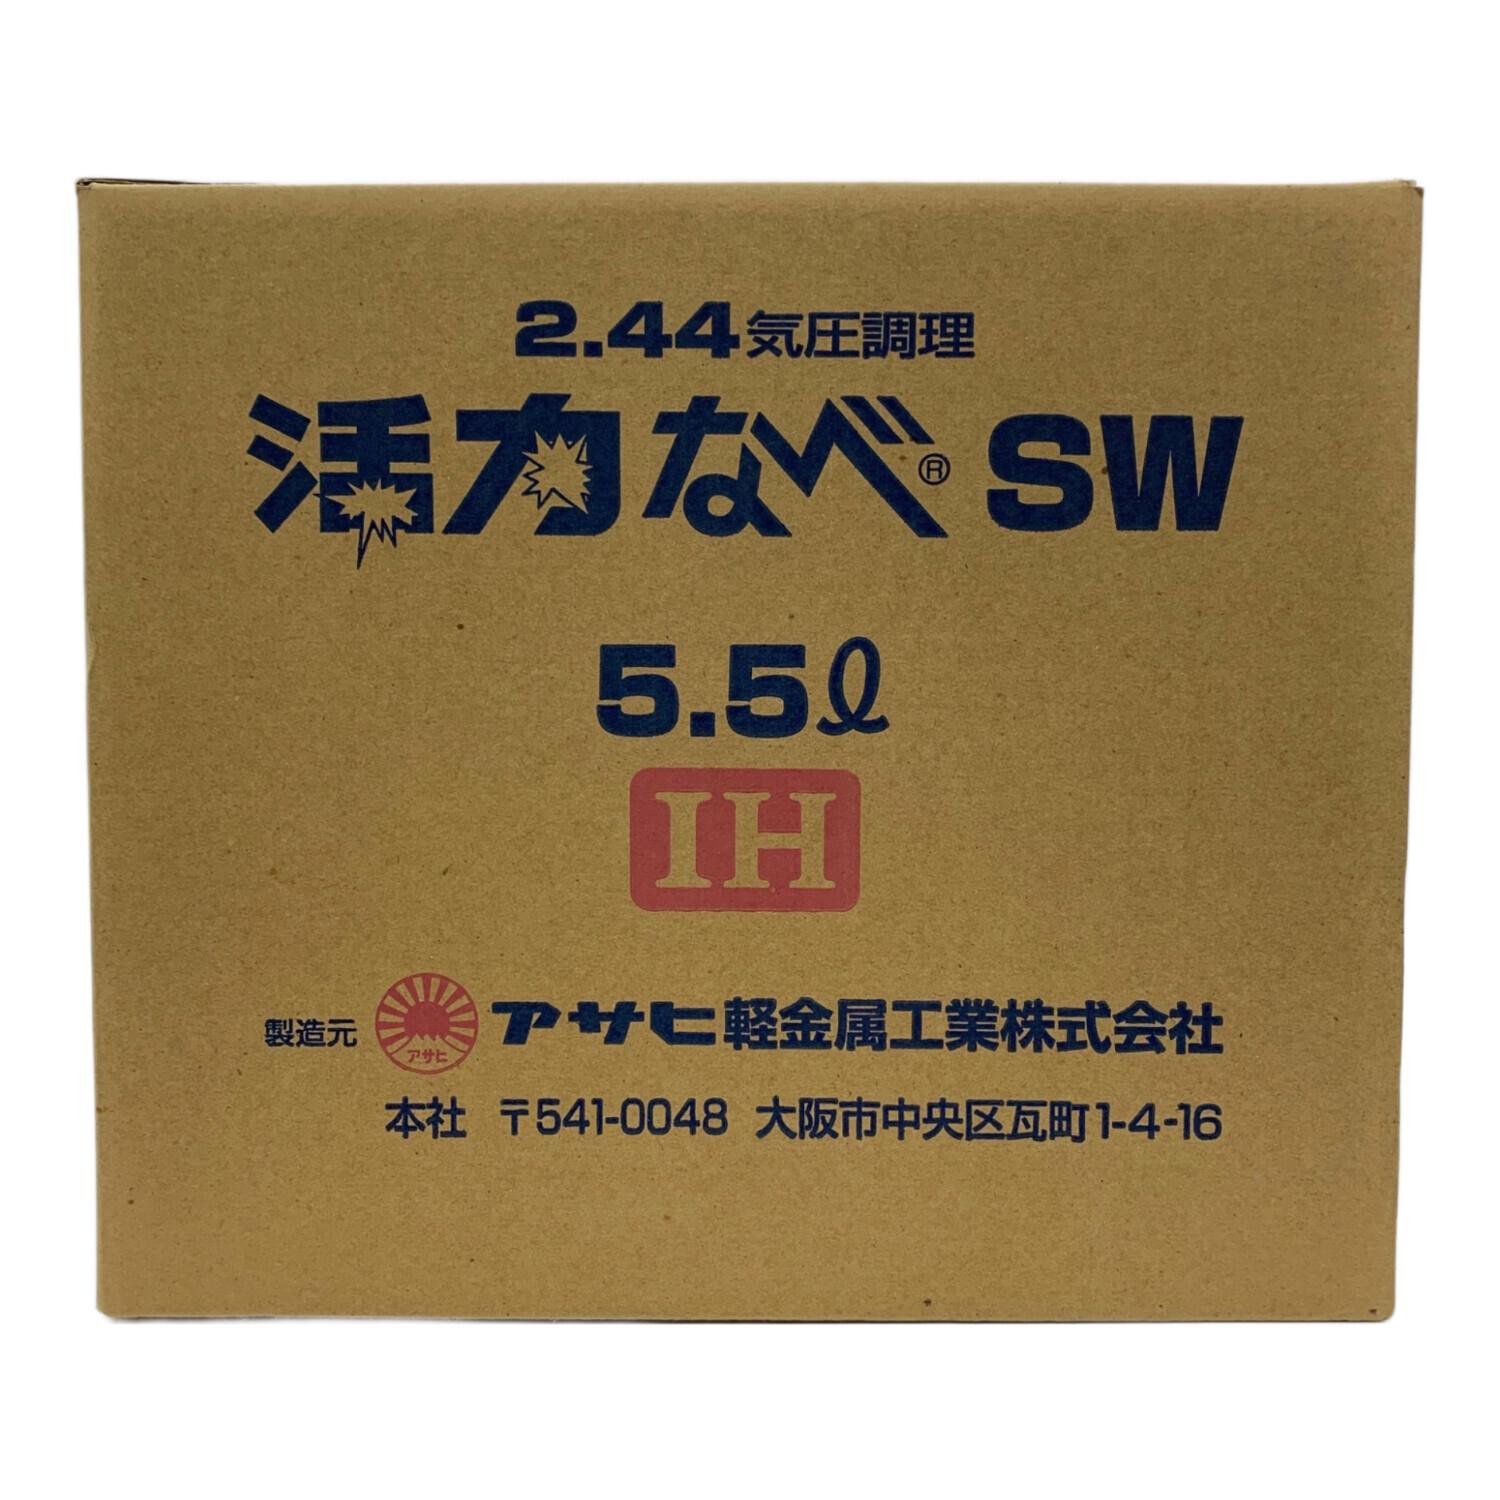 2.44気圧調理
活力なべ® SW
5.5ℓ
IH
製造元 アサヒ アサヒ軽金属工業株式会社
本社 〒541-0048 大阪市中央区瓦町1-4-16